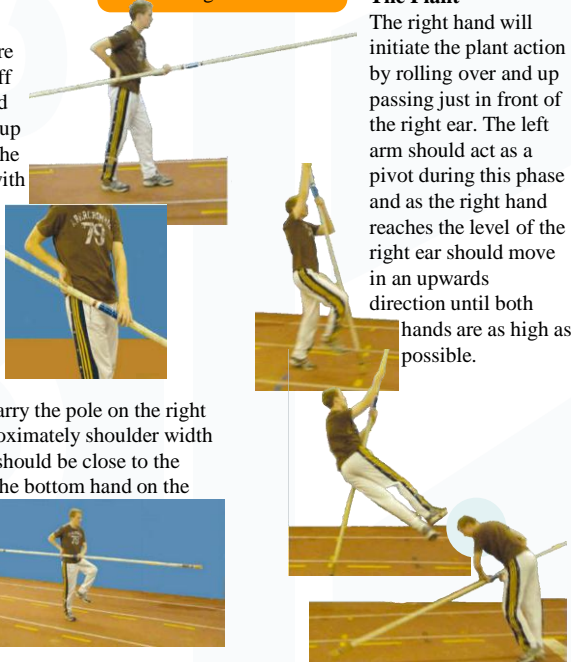 The Plant
The right hand will
initiate the plant action
by rolling over and up
passing just in front of
the right ear. The left
arm should act as a
pivot during this phase
and as the right hand
reaches the level of the
right ear should move
in an upwards
direction until both
hands are as high as
possible.
up
with
79
arry the pole on the right
oximately shoulder width
should be close to the
he bottom hand on the